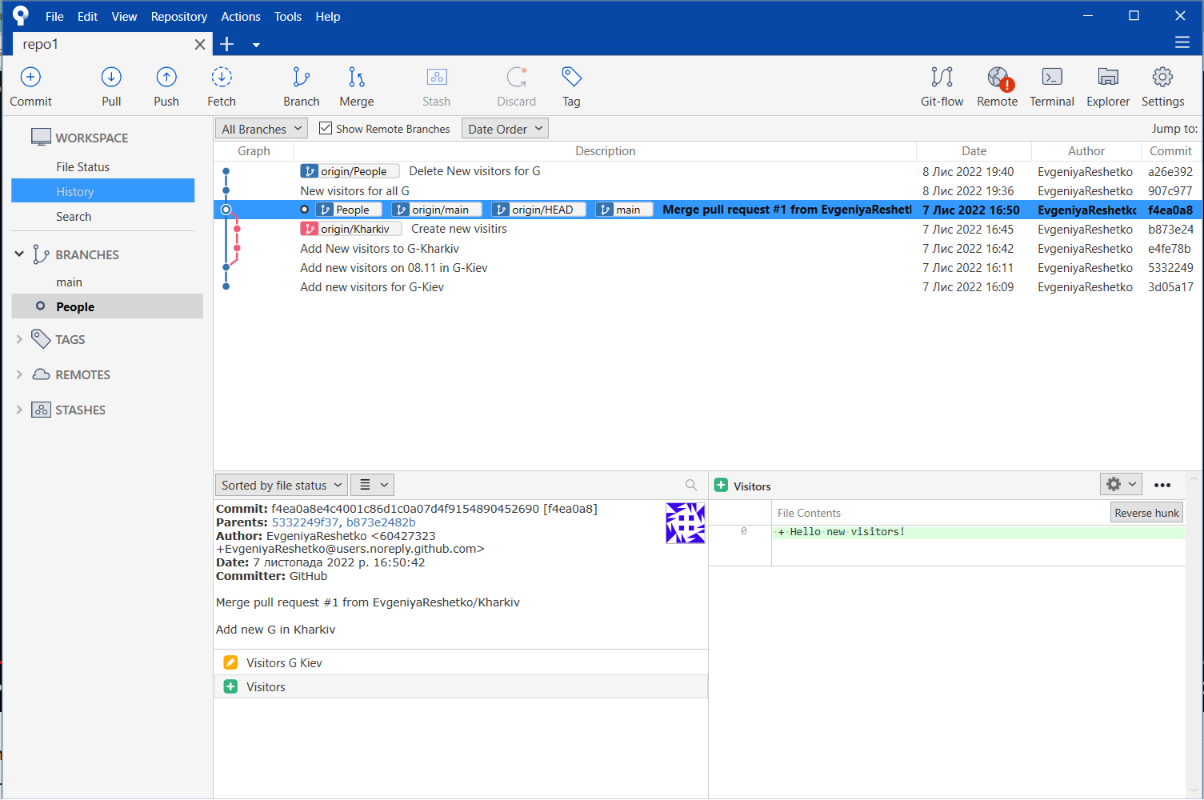 File Edit View Repository Actions Tools Help
repo1
Commit Pull Push Fetch Branch Merge Stash Discard Tag Git-flow Remote Terminal Explorer Settings
WORKSPACE
File Status
History
Search
BRANCHES
main
People
TAGS
REMOTES
STASHES
All Branches Show Remote Branches Date Order Jump to:
Graph Description Date Author Commit
origin/People Delete New visitors for G 8 Лис 2022 19:40 EvgeniyaReshetko a26e392
New visitors for all G 8 Лис 2022 19:36 EvgeniyaReshetko 907c977
People origin/main origin/HEAD main Merge pull request #1 from EvgeniyaResheti 7 Лис 2022 16:50 EvgeniyaReshetkc f4ea0a8
origin/Kharkiv Create new visitirs 7 Лис 2022 16:45 EvgeniyaReshetko b873e24
Add New visitors to G-Kharkiv 7 Лис 2022 16:42 EvgeniyaReshetko e4fe78b
Add new visitors on 08.11 in G-Kiev 7 Лис 2022 16:11 EvgeniyaReshetko 5332249
Add new visitors for G-Kiev 7 Лис 2022 16:09 EvgeniyaReshetko 3d05a17
Sorted by file status
Commit: f4ea0a8e4c4001c86d1c0a07d4f9154890452690 [f4ea0a8]
Parents: 5332249f37, b873e2482b
Author: EvgeniyaReshetko <60427323
+EvgeniyaReshetko@users.noreply.github.com>
Date: 7 листопада 2022 р. 16:50:42
Committer: GitHub
Merge pull request #1 from EvgeniyaReshetko/Kharkiv
Add new G in Kharkiv
Visitors G Kiev
Visitors
Visitors
File Contents Reverse hunk
0 + Hello new visitors!